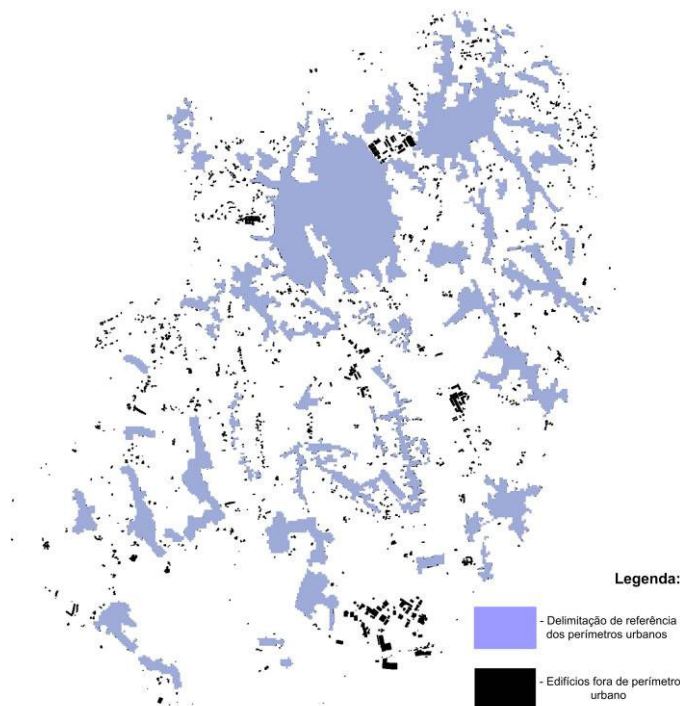 Legenda:
- Delimitação de referência
dos perímetros urbanos
- Edifícios fora de perímetro
urbano